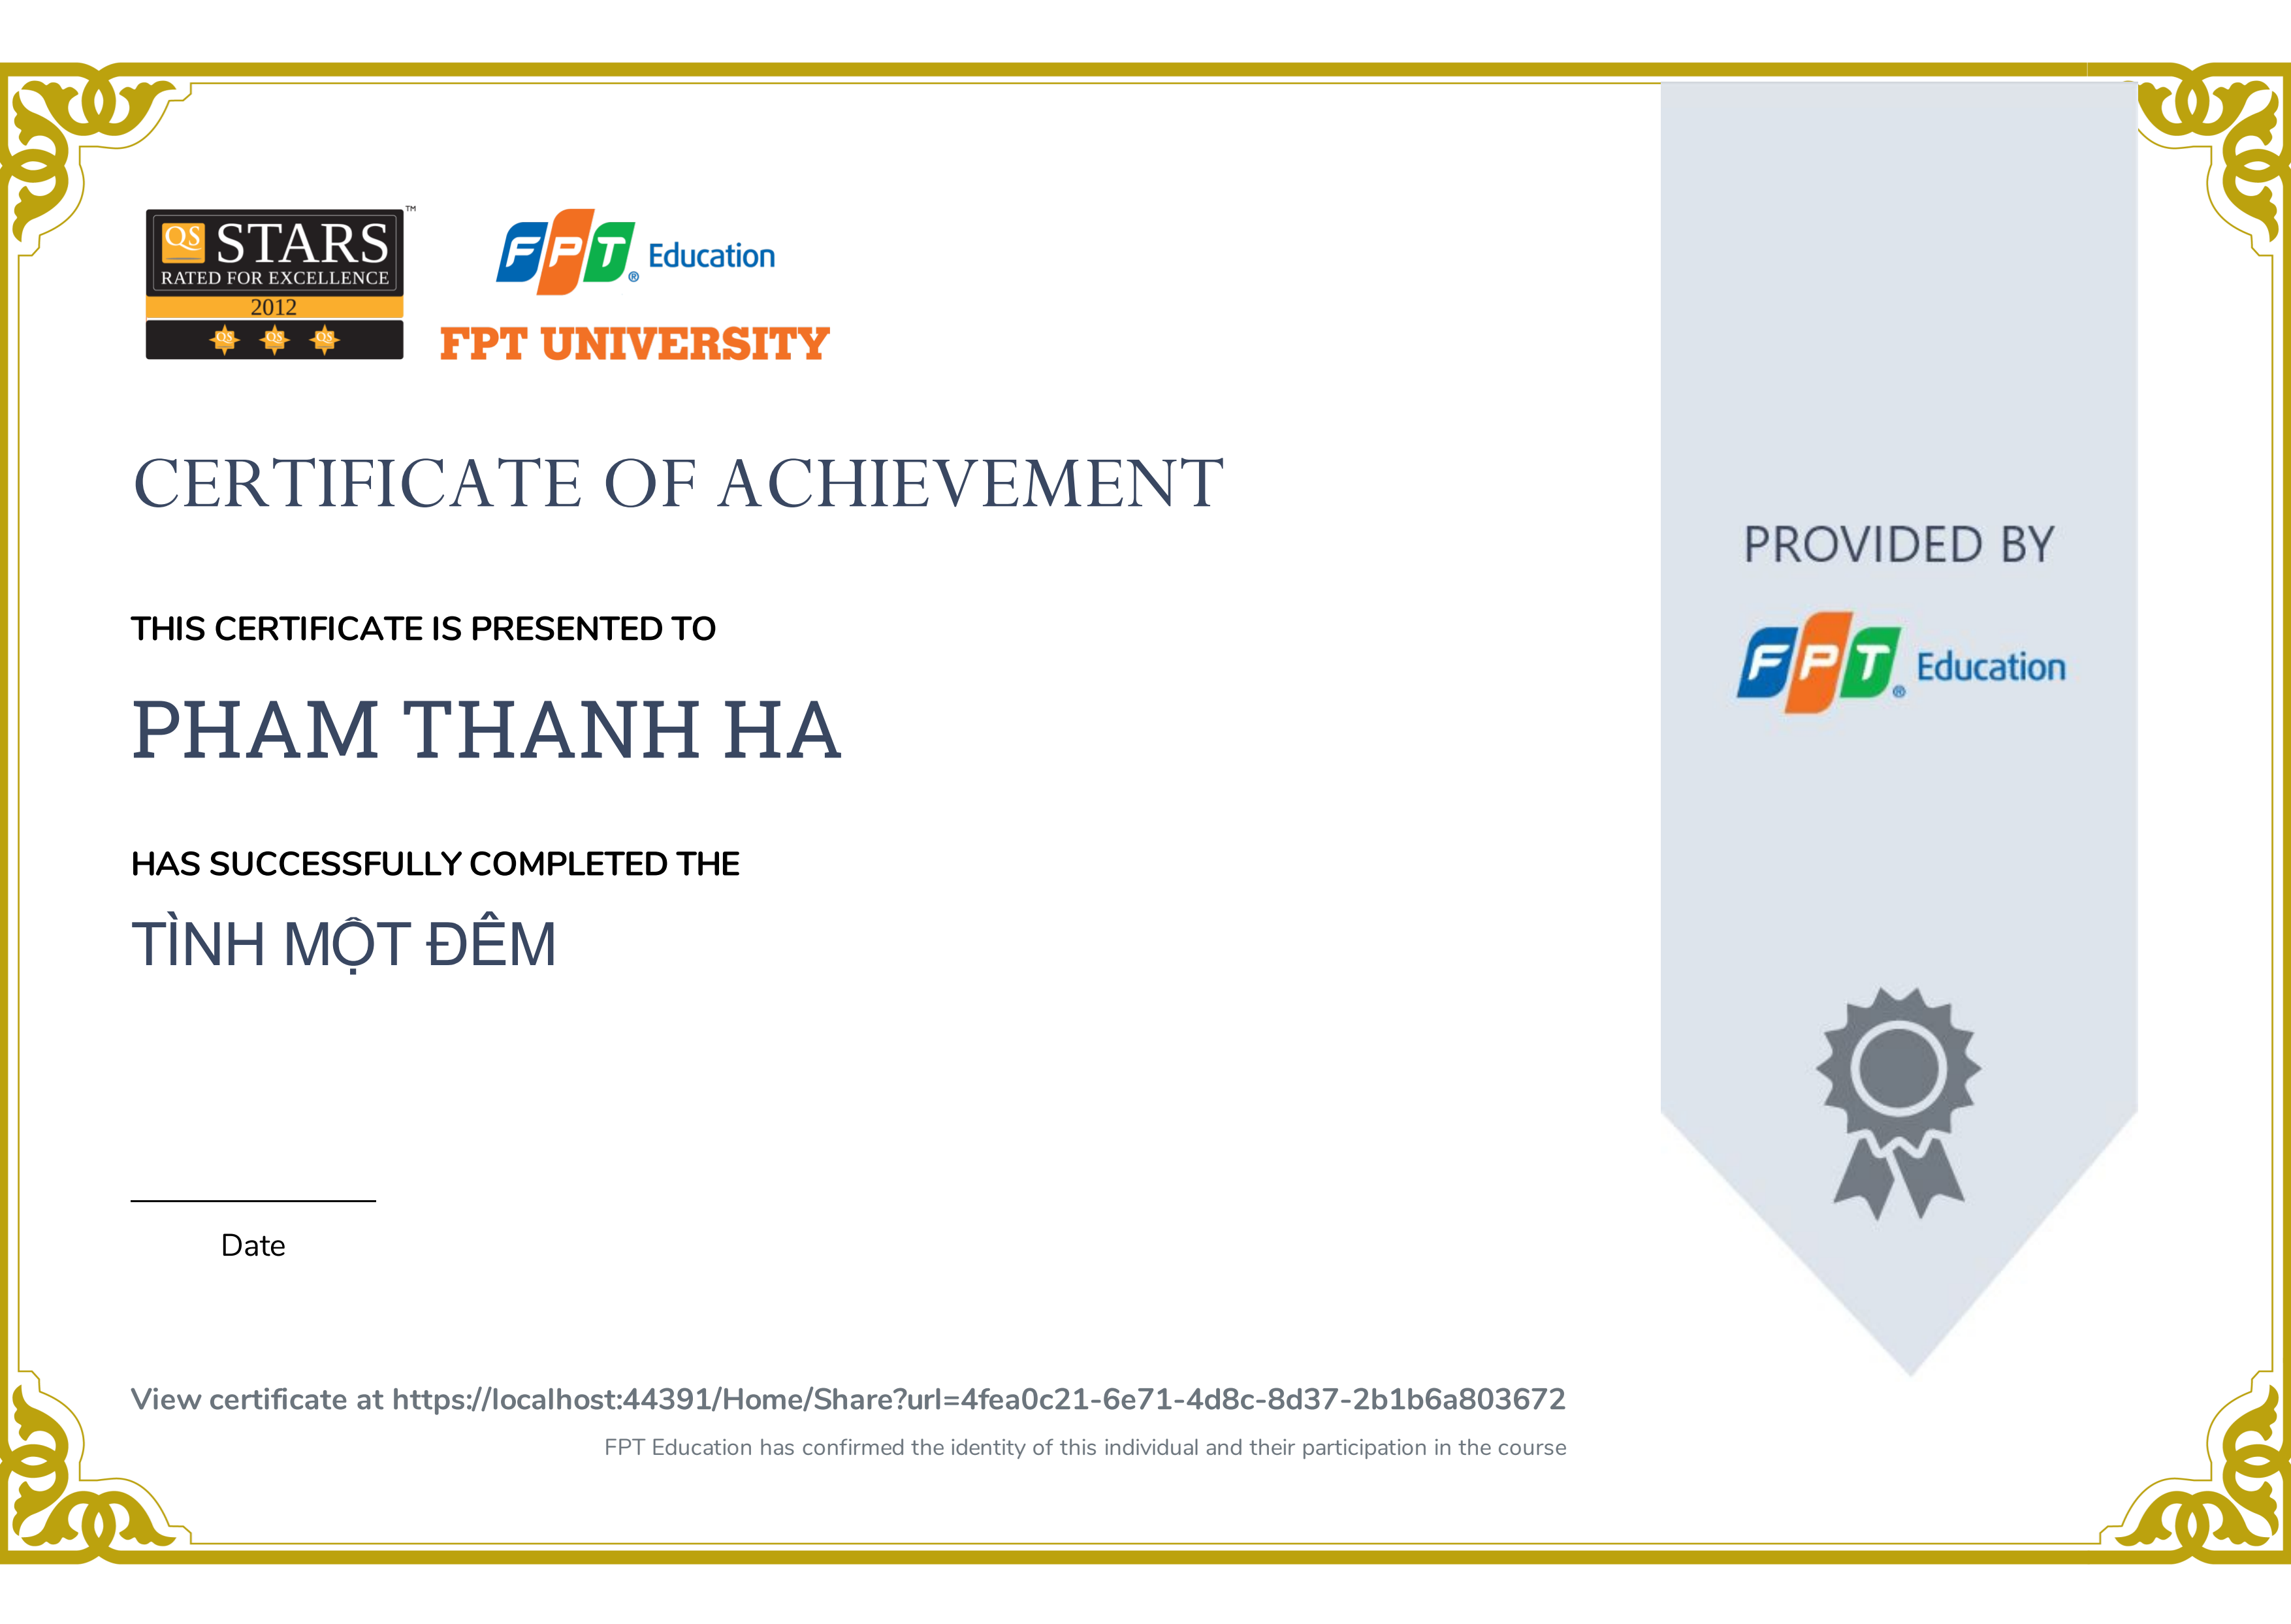 QS STARS ™
RATED FOR EXCELLENCE
2012
QS QS QS
FPT® Education
FPT UNIVERSITY
CERTIFICATE OF ACHIEVEMENT
THIS CERTIFICATE IS PRESENTED TO
PHAM THANH HA
HAS SUCCESSFULLY COMPLETED THE
TÌNH MỘT ĐÊM
Date
View certificate at https://localhost:44391/Home/Share?url=4fea0c21-6e71-4d8c-8d37-2b1b6a803672
FPT Education has confirmed the identity of this individual and their participation in the course
PROVIDED BY
FPT® Education